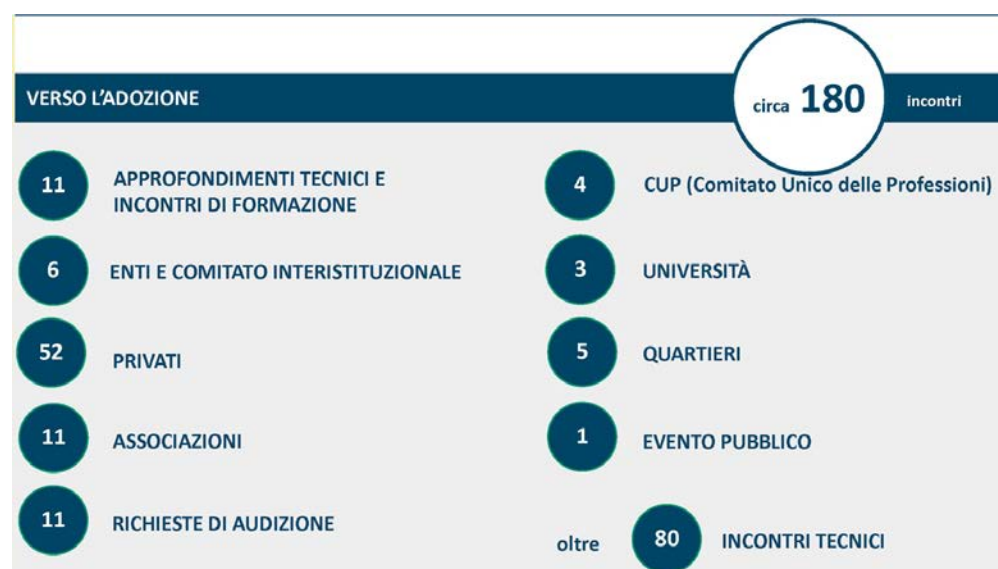 VERSO L'ADOZIONE
circa 180 incontri
11
APPROFONDIMENTI TECNICI E
INCONTRI DI FORMAZIONE
6
ENTI E COMITATO INTERISTITUZIONALE
52
PRIVATI
11
ASSOCIAZIONI
11
RICHIESTE DI AUDIZIONE
4
CUP (Comitato Unico delle Professioni)
3
UNIVERSITÀ
5
QUARTIERI
1
EVENTO PUBBLICO
oltre 80 INCONTRI TECNICI